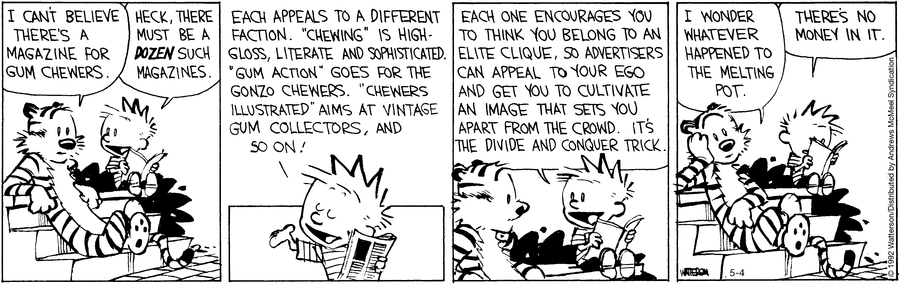 I CAN'T BELIEVE
THERE'S A
MAGAZINE FOR
GUM CHEWERS.
HECK, THERE
MUST BE A
DOZEN SUCH
MAGAZINES.
EACH APPEALS TO A DIFFERENT
FACTION. "CHEWING" IS HIGH-
GLOSS, LITERATE AND SOPHISTICATED.
"GUM ACTION" GOES FOR THE
GONZO CHEWERS. "CHEWERS
ILLUSTRATED" AIMS AT VINTAGE
GUM COLLECTORS, AND
SO ON!
EACH ONE ENCOURAGES YOU
TO THINK YOU BELONG TO AN
ELITE CLIQUE, SO ADVERTISERS
CAN APPEAL TO YOUR EGO
AND GET YOU TO CULTIVATE
AN IMAGE THAT SETS YOU
APART FROM THE CROWD. IT'S
THE DIVIDE AND CONQUER TRICK.
I WONDER
WHATEVER
HAPPENED TO
THE MELTING
POT.
THERE'S NO
MONEY IN IT.
WATTERSON
5-4
© 1992 Watterson/Distributed by Andrews McMeel Syndication